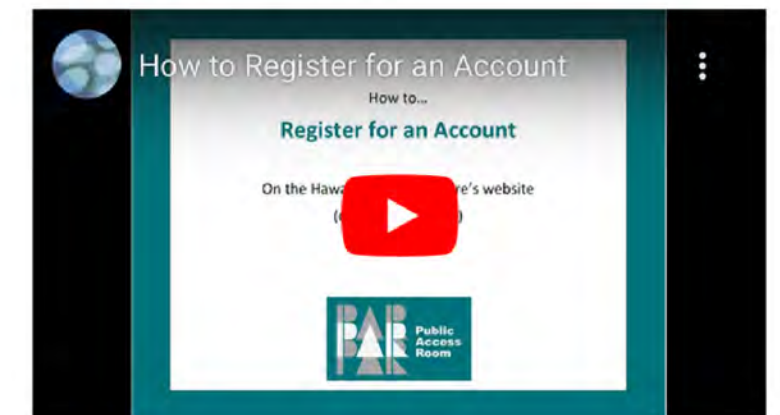 How to Register for an Account
How to...
Register for an Account
On the Hawa re's website
(
)
PAR
Public
Access
Room